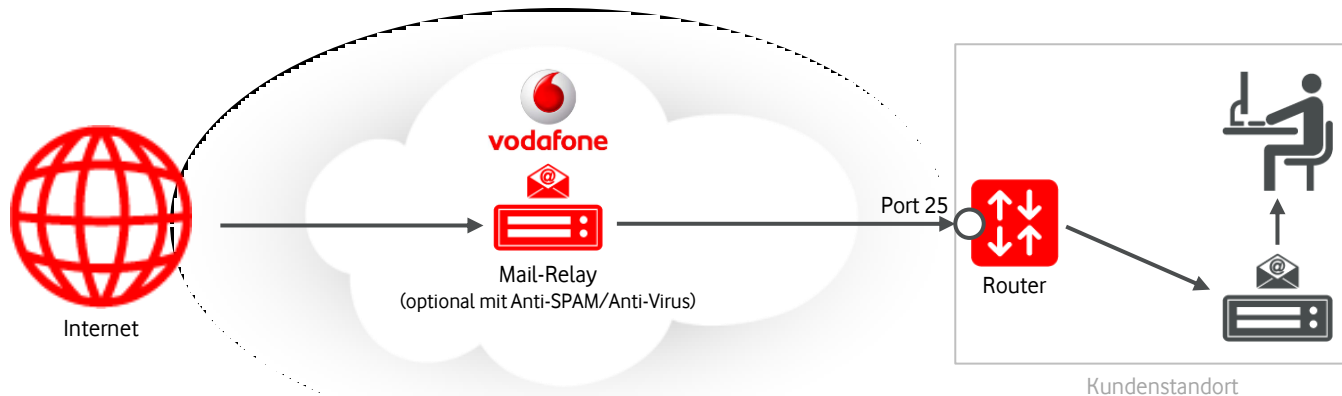 vodafone
Port 25
Mail-Relay
(optional mit Anti-SPAM/Anti-Virus)
Internet
Router
Kundenstandort
@
@